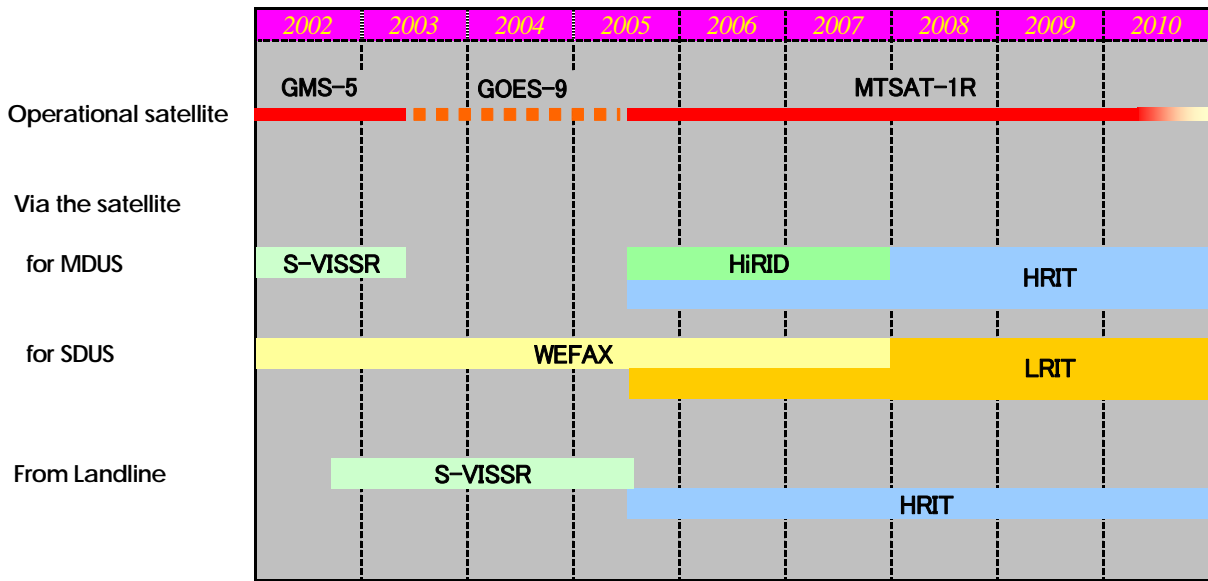 2002 2003 2004 2005 2006 2007 2008 2009 2010
GMS-5 GOES-9 MTSAT-1R
Operational satellite
Via the satellite
for MDUS S-VISSR HiRID HRIT
for SDUS WEFAX LRIT
From Landline S-VISSR
HRIT